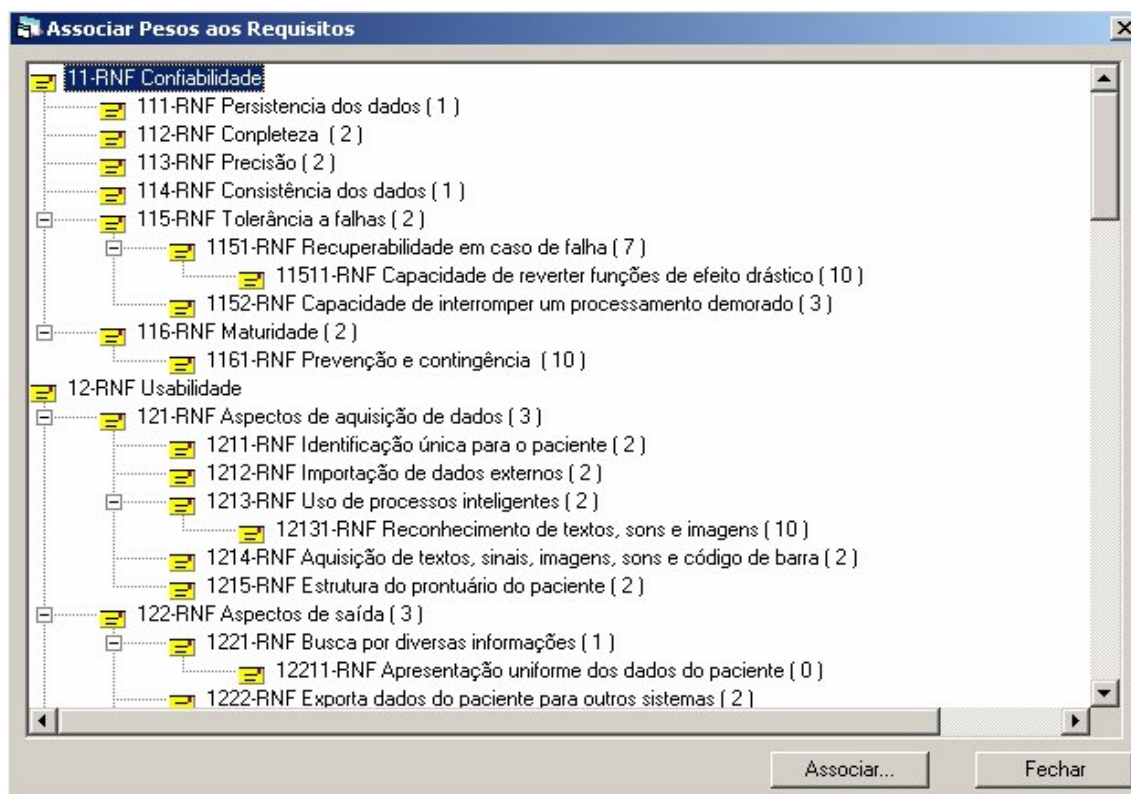 Associar Pesos aos Requisitos
11-RNF Confiabilidade
111-RNF Persistencia dos dados ( 1 )
112-RNF Conpleteza ( 2 )
113-RNF Precisão ( 2 )
114-RNF Consistência dos dados ( 1 )
115-RNF Tolerância a falhas ( 2 )
1151-RNF Recuperabilidade em caso de falha ( 7 )
11511-RNF Capacidade de reverter funções de efeito drástico ( 10 )
1152-RNF Capacidade de interromper um processamento demorado ( 3 )
116-RNF Maturidade ( 2 )
1161-RNF Prevenção e contingência ( 10 )
12-RNF Usabilidade
121-RNF Aspectos de aquisição de dados ( 3 )
1211-RNF Identificação única para o paciente ( 2 )
1212-RNF Importação de dados externos ( 2 )
1213-RNF Uso de processos inteligentes ( 2 )
12131-RNF Reconhecimento de textos, sons e imagens ( 10 )
1214-RNF Aquisição de textos, sinais, imagens, sons e código de barra ( 2 )
1215-RNF Estrutura do prontuário do paciente ( 2 )
122-RNF Aspectos de saída ( 3 )
1221-RNF Busca por diversas informações ( 1 )
12211-RNF Apresentação uniforme dos dados do paciente ( 0 )
1222-RNF Exporta dados do paciente para outros sistemas ( 2 )
Associar... Fechar